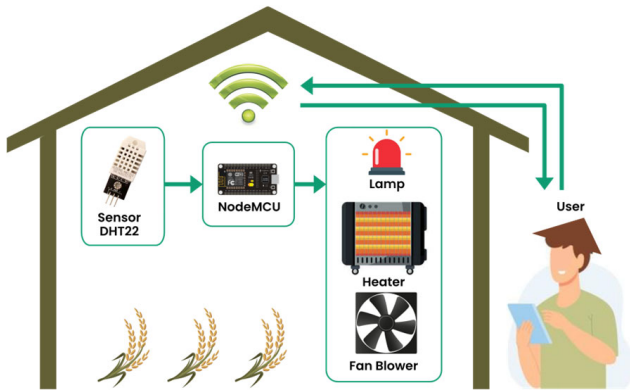 Sensor
DHT22
NodeMCU
Lamp
Heater
Fan Blower
User